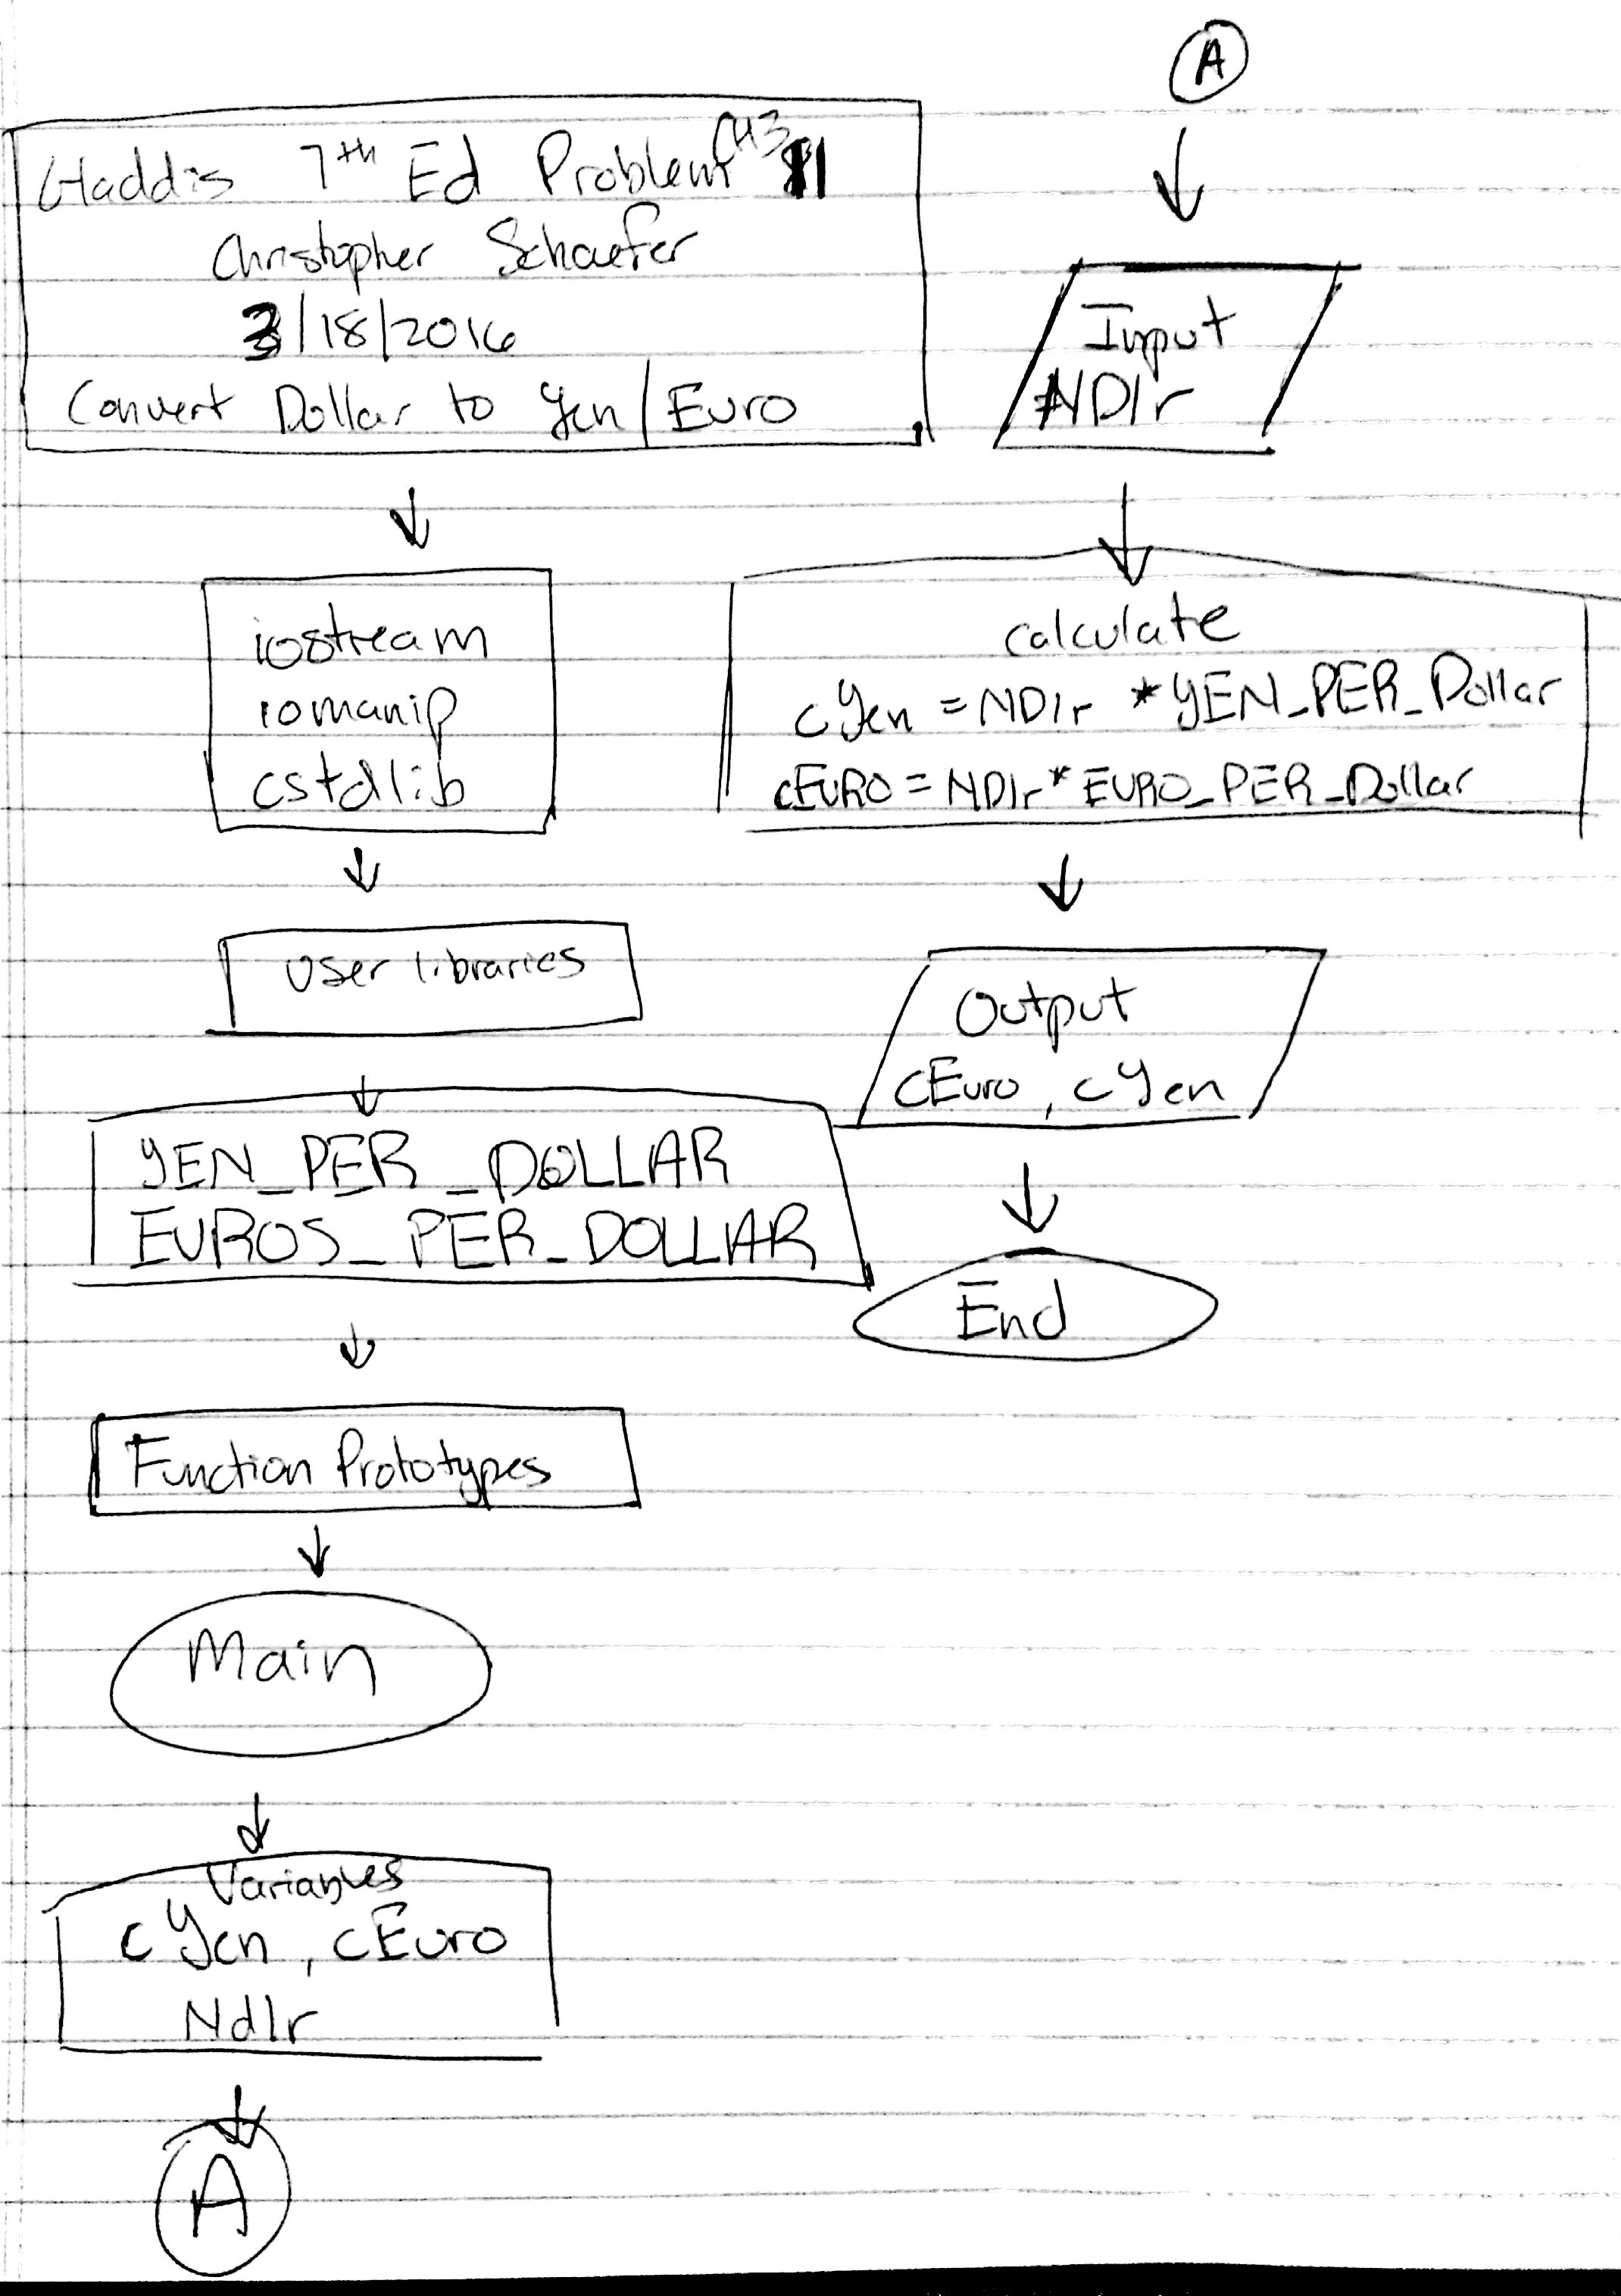 Gaddis 7th Ed Problem CH3 11
Christopher Schaefer
3/18/2016
Convert Dollar to Yen/Euro
iostream
iomanip
cstdlib
User libraries
YEN_PER_DOLLAR
EUROS_PER_DOLLAR
Function Prototypes
Main
Variables
cYen, cEuro
Ndlr
A
A
Input
NDlr
calculate
cYen = NDlr * YEN_PER_Dollar
cEURO = NDlr * EURO_PER_Dollar
Output
cEuro, cYen
End